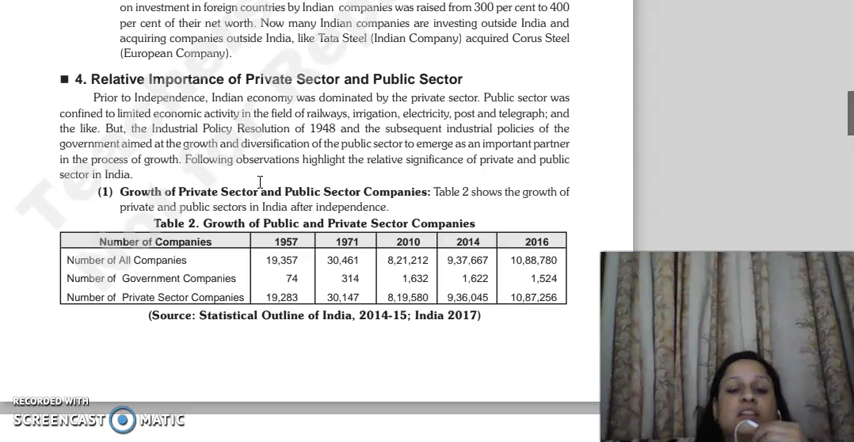 on investment in foreign countries by Indian companies was raised from 300 per cent to 400
per cent of their net worth. Now many Indian companies are investing outside India and
acquiring companies outside India, like Tata Steel (Indian Company) acquired Corus Steel
(European Company).
■ 4. Relative Importance of Private Sector and Public Sector
Prior to Independence, Indian economy was dominated by the private sector. Public sector was
confined to limited economic activity in the field of railways, irrigation, electricity, post and telegraph; and
the like. But, the Industrial Policy Resolution of 1948 and the subsequent industrial policies of the
government aimed at the growth and diversification of the public sector to emerge as an important partner
in the process of growth. Following observations highlight the relative significance of private and public
sector in India.
(1) Growth of Private Sector and Public Sector Companies: Table 2 shows the growth of
private and public sectors in India after independence.
Table 2. Growth of Public and Private Sector Companies
Number of Companies 1957 1971 2010 2014 2016
Number of All Companies 19,357 30,461 8,21,212 9,37,667 10,88,780
Number of Government Companies 74 314 1,632 1,622 1,524
Number of Private Sector Companies 19,283 30,147 8,19,580 9,36,045 10,87,256
(Source: Statistical Outline of India, 2014-15; India 2017)
RECORDED WITH
SCREENCAST MATIC